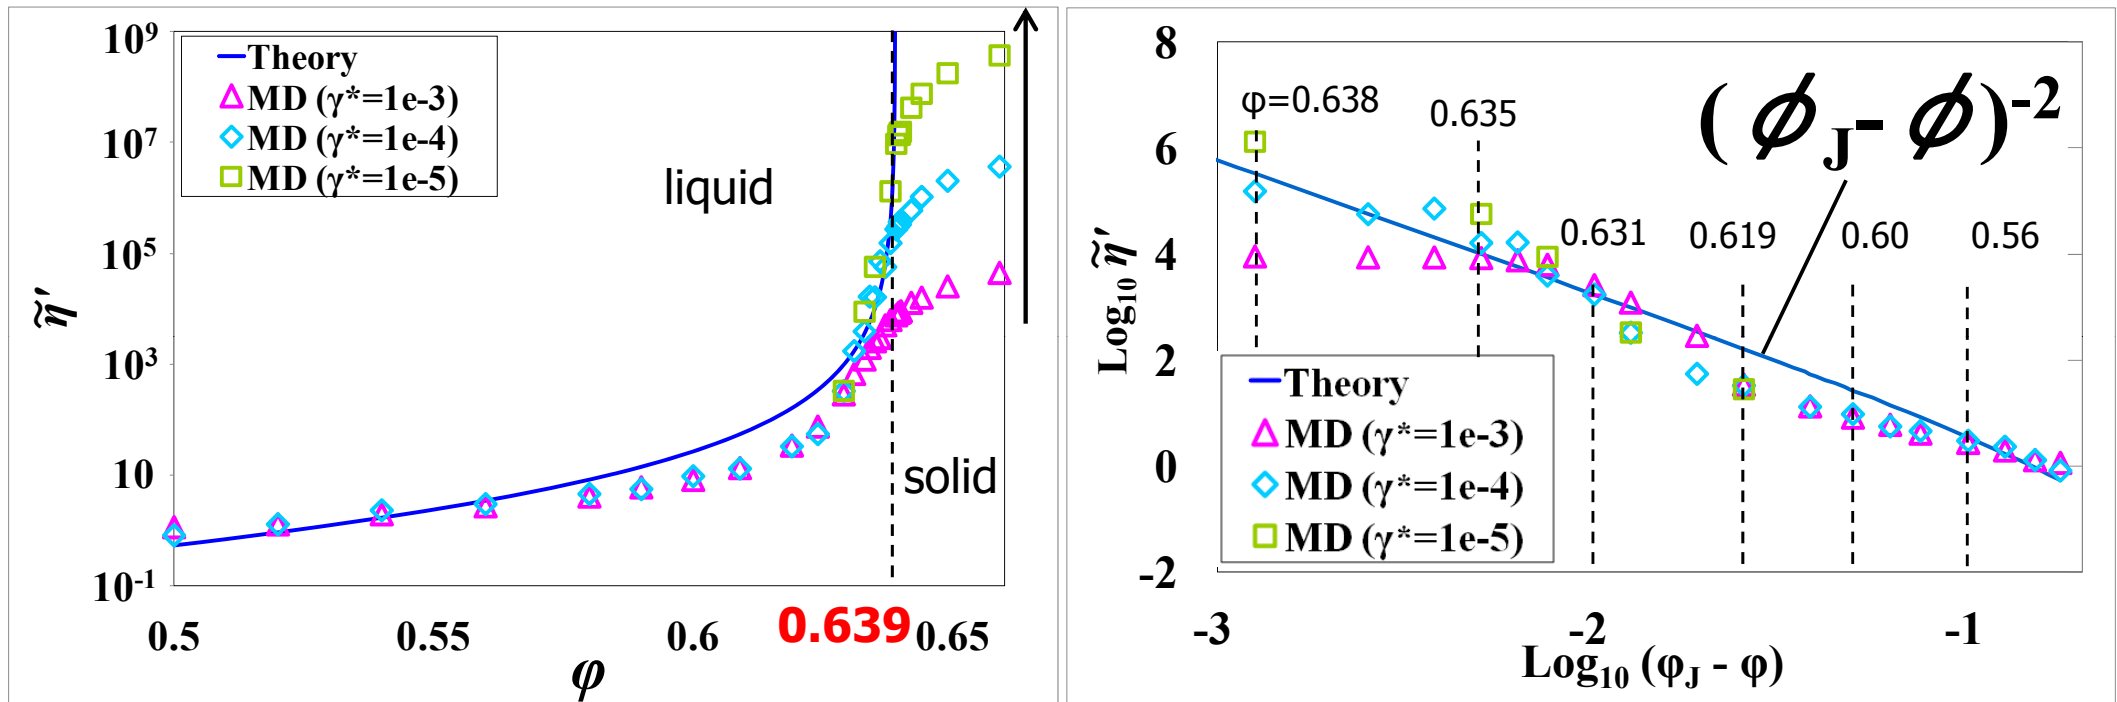 10⁹
10⁷
10⁵
10³
10
10⁻¹
η̃′
Theory
MD (γ*=1e-3)
MD (γ*=1e-4)
MD (γ*=1e-5)
liquid
solid
0.5
0.55
0.6
0.639
0.65
φ
8
6
4
2
0
-2
Log₁₀ η̃′
φ=0.638
0.635
0.631
0.619
0.60
0.56
(ϕ_J - ϕ)⁻²
Theory
MD (γ*=1e-3)
MD (γ*=1e-4)
MD (γ*=1e-5)
-3
-2
-1
Log₁₀ (φ_J - φ)